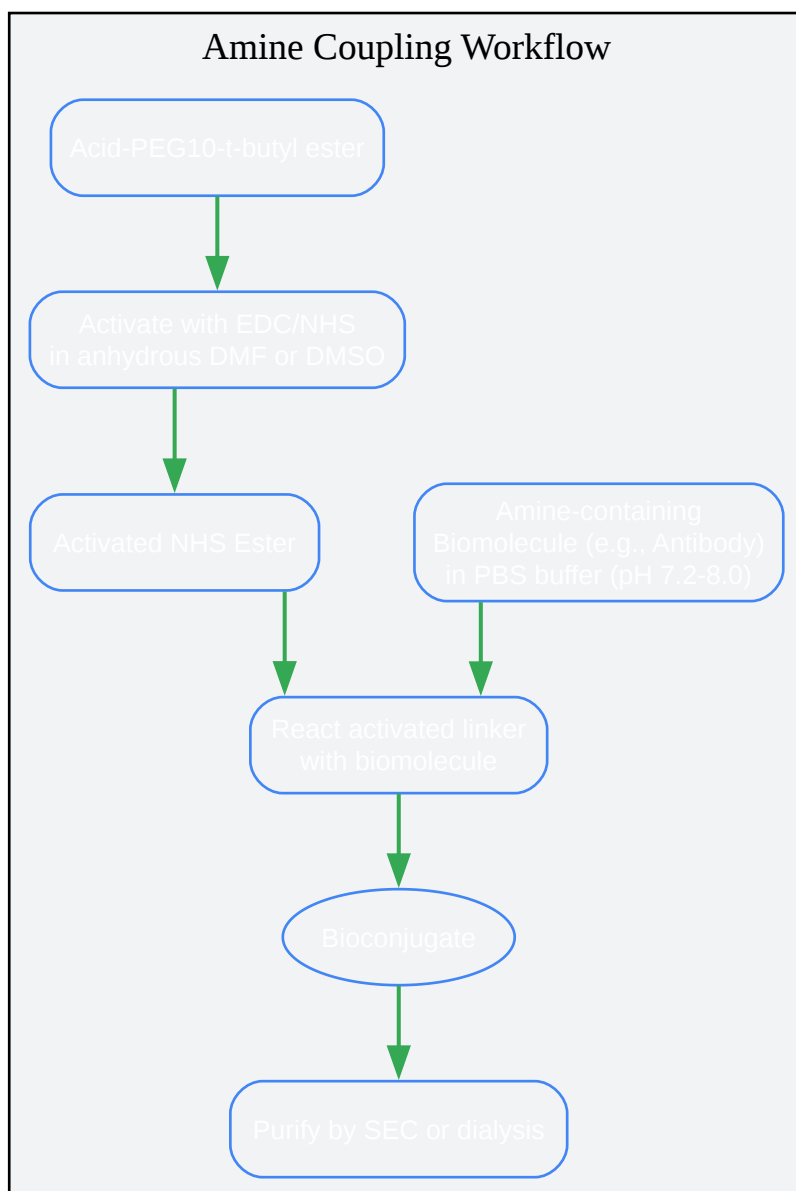 Amine Coupling Workflow
Acid-PEG10-t-butyl ester
Activate with EDC/NHS
in anhydrous DMF or DMSO
Activated NHS Ester
Amine-containing
Biomolecule (e.g., Antibody)
in PBS buffer (pH 7.2-8.0)
React activated linker
with biomolecule
Bioconjugate
Purify by SEC or dialysis